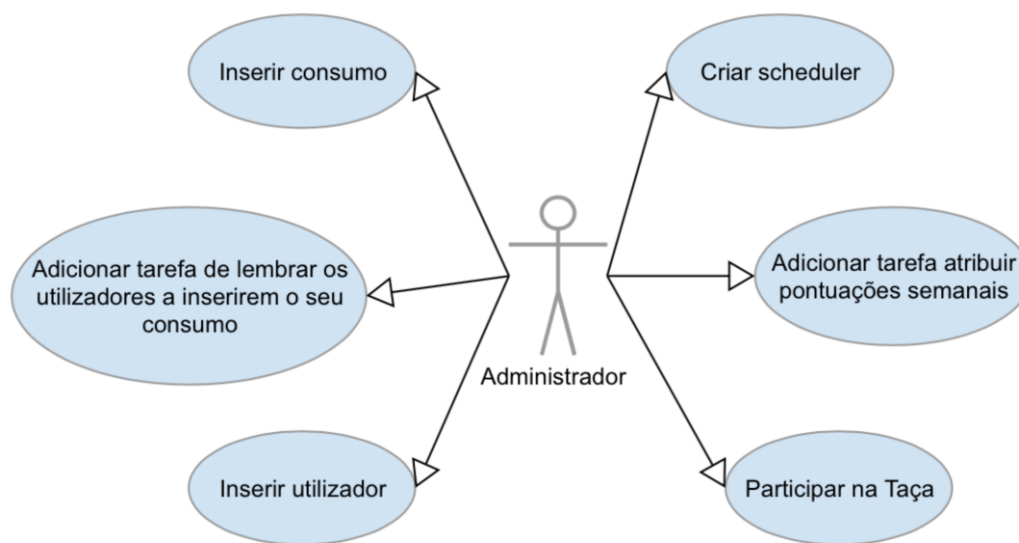 Inserir consumo
Criar scheduler
Adicionar tarefa de lembrar os
utilizadores a inserirem o seu
consumo
Adicionar tarefa atribuir
pontuações semanais
Administrador
Inserir utilizador
Participar na Taça